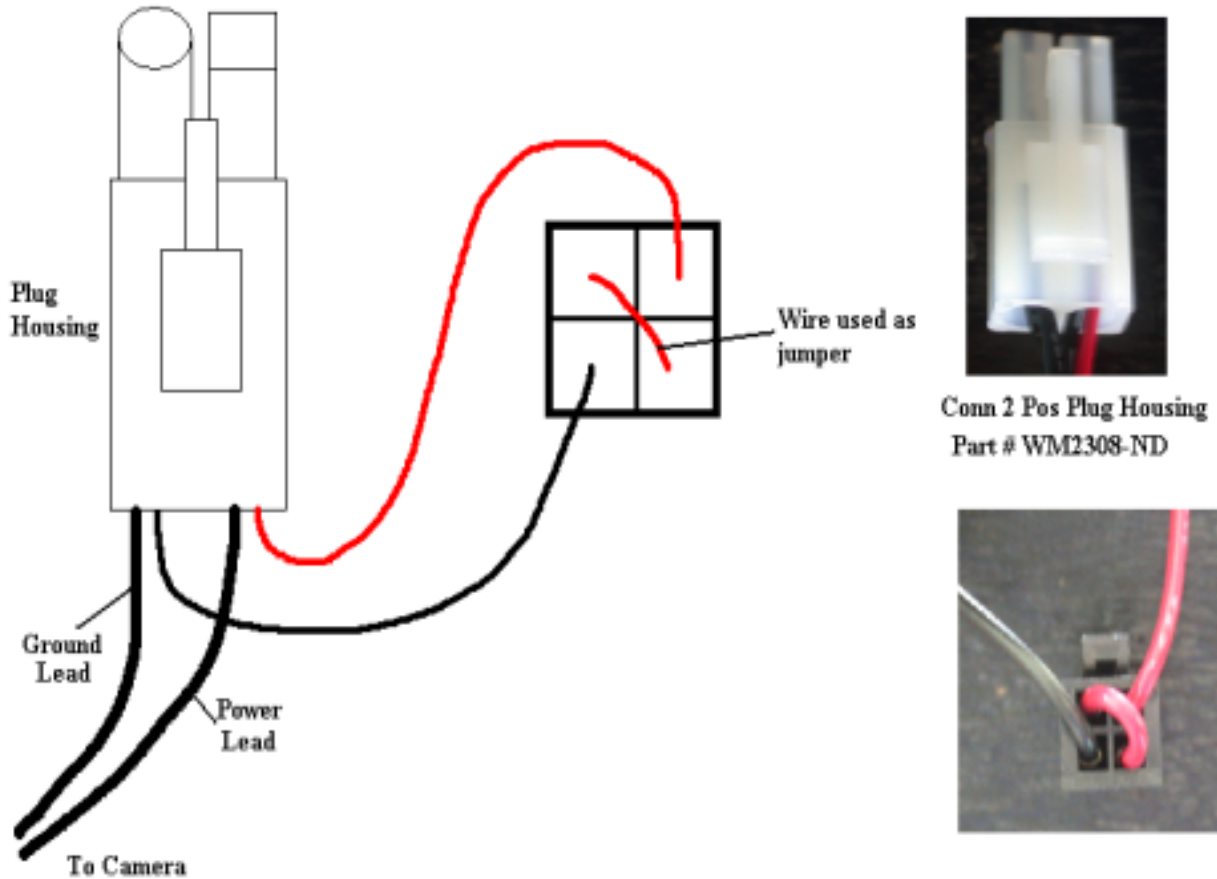 Plug
Housing
Wire used as
jumper
Conn 2 Pos Plug Housing
Part # WM2308-ND
Ground
Lead
Power
Lead
To Camera